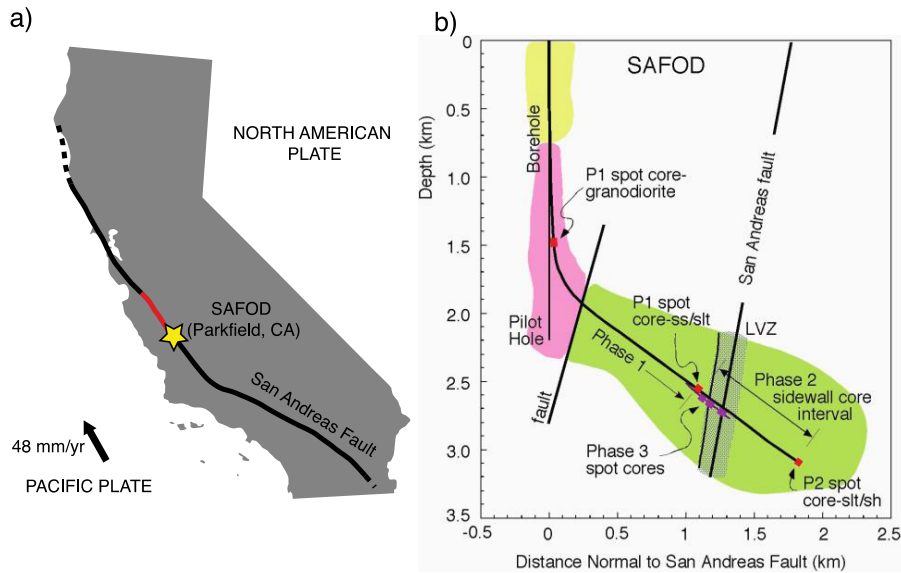 a)
NORTH AMERICAN
PLATE
SAFOD
(Parkfield, CA)
San Andreas Fault
48 mm/yr
PACIFIC PLATE
b)
SAFOD
0
0.5
1.0
1.5
2.0
2.5
3.0
3.5
Depth (km)
Borehole
P1 spot core-
granodiorite
San Andreas fault
P1 spot
core-ss/slt
Pilot
Hole
LVZ
Phase 1
Phase 2
sidewall core
interval
fault
Phase 3
spot cores
P2 spot
core-slt/sh
-0.5
0
0.5
1
1.5
2
2.5
Distance Normal to San Andreas Fault (km)